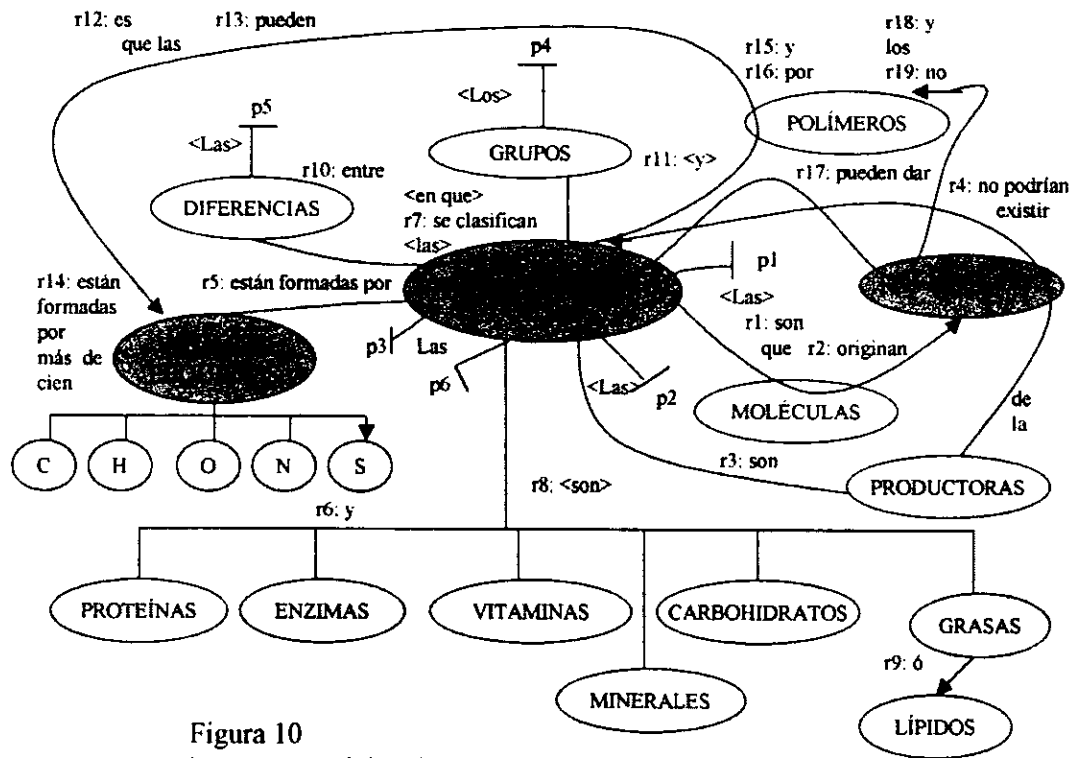 r12: es
que las
r13: pueden
p4
r15: y
r16: por
r18: y
los
r19: no
<Los>
p5
<Las>
POLÍMEROS
GRUPOS
r11: <y>
r17: pueden dar
r4: no podrían
existir
r10: entre
DIFERENCIAS
<en que>
r7: se clasifican
<las>
p1
<Las>
r14: están
formadas
por
más de
cien
r5: están formadas por
r1: son
que r2: originan
p3
Las
p6
<Las>
p2
MOLÉCULAS
de
la
C
H
O
N
S
r3: son
PRODUCTORAS
r8: <son>
r6: y
PROTEÍNAS
ENZIMAS
VITAMINAS
CARBOHIDRATOS
GRASAS
r9: ó
MINERALES
LÍPIDOS
Figura 10